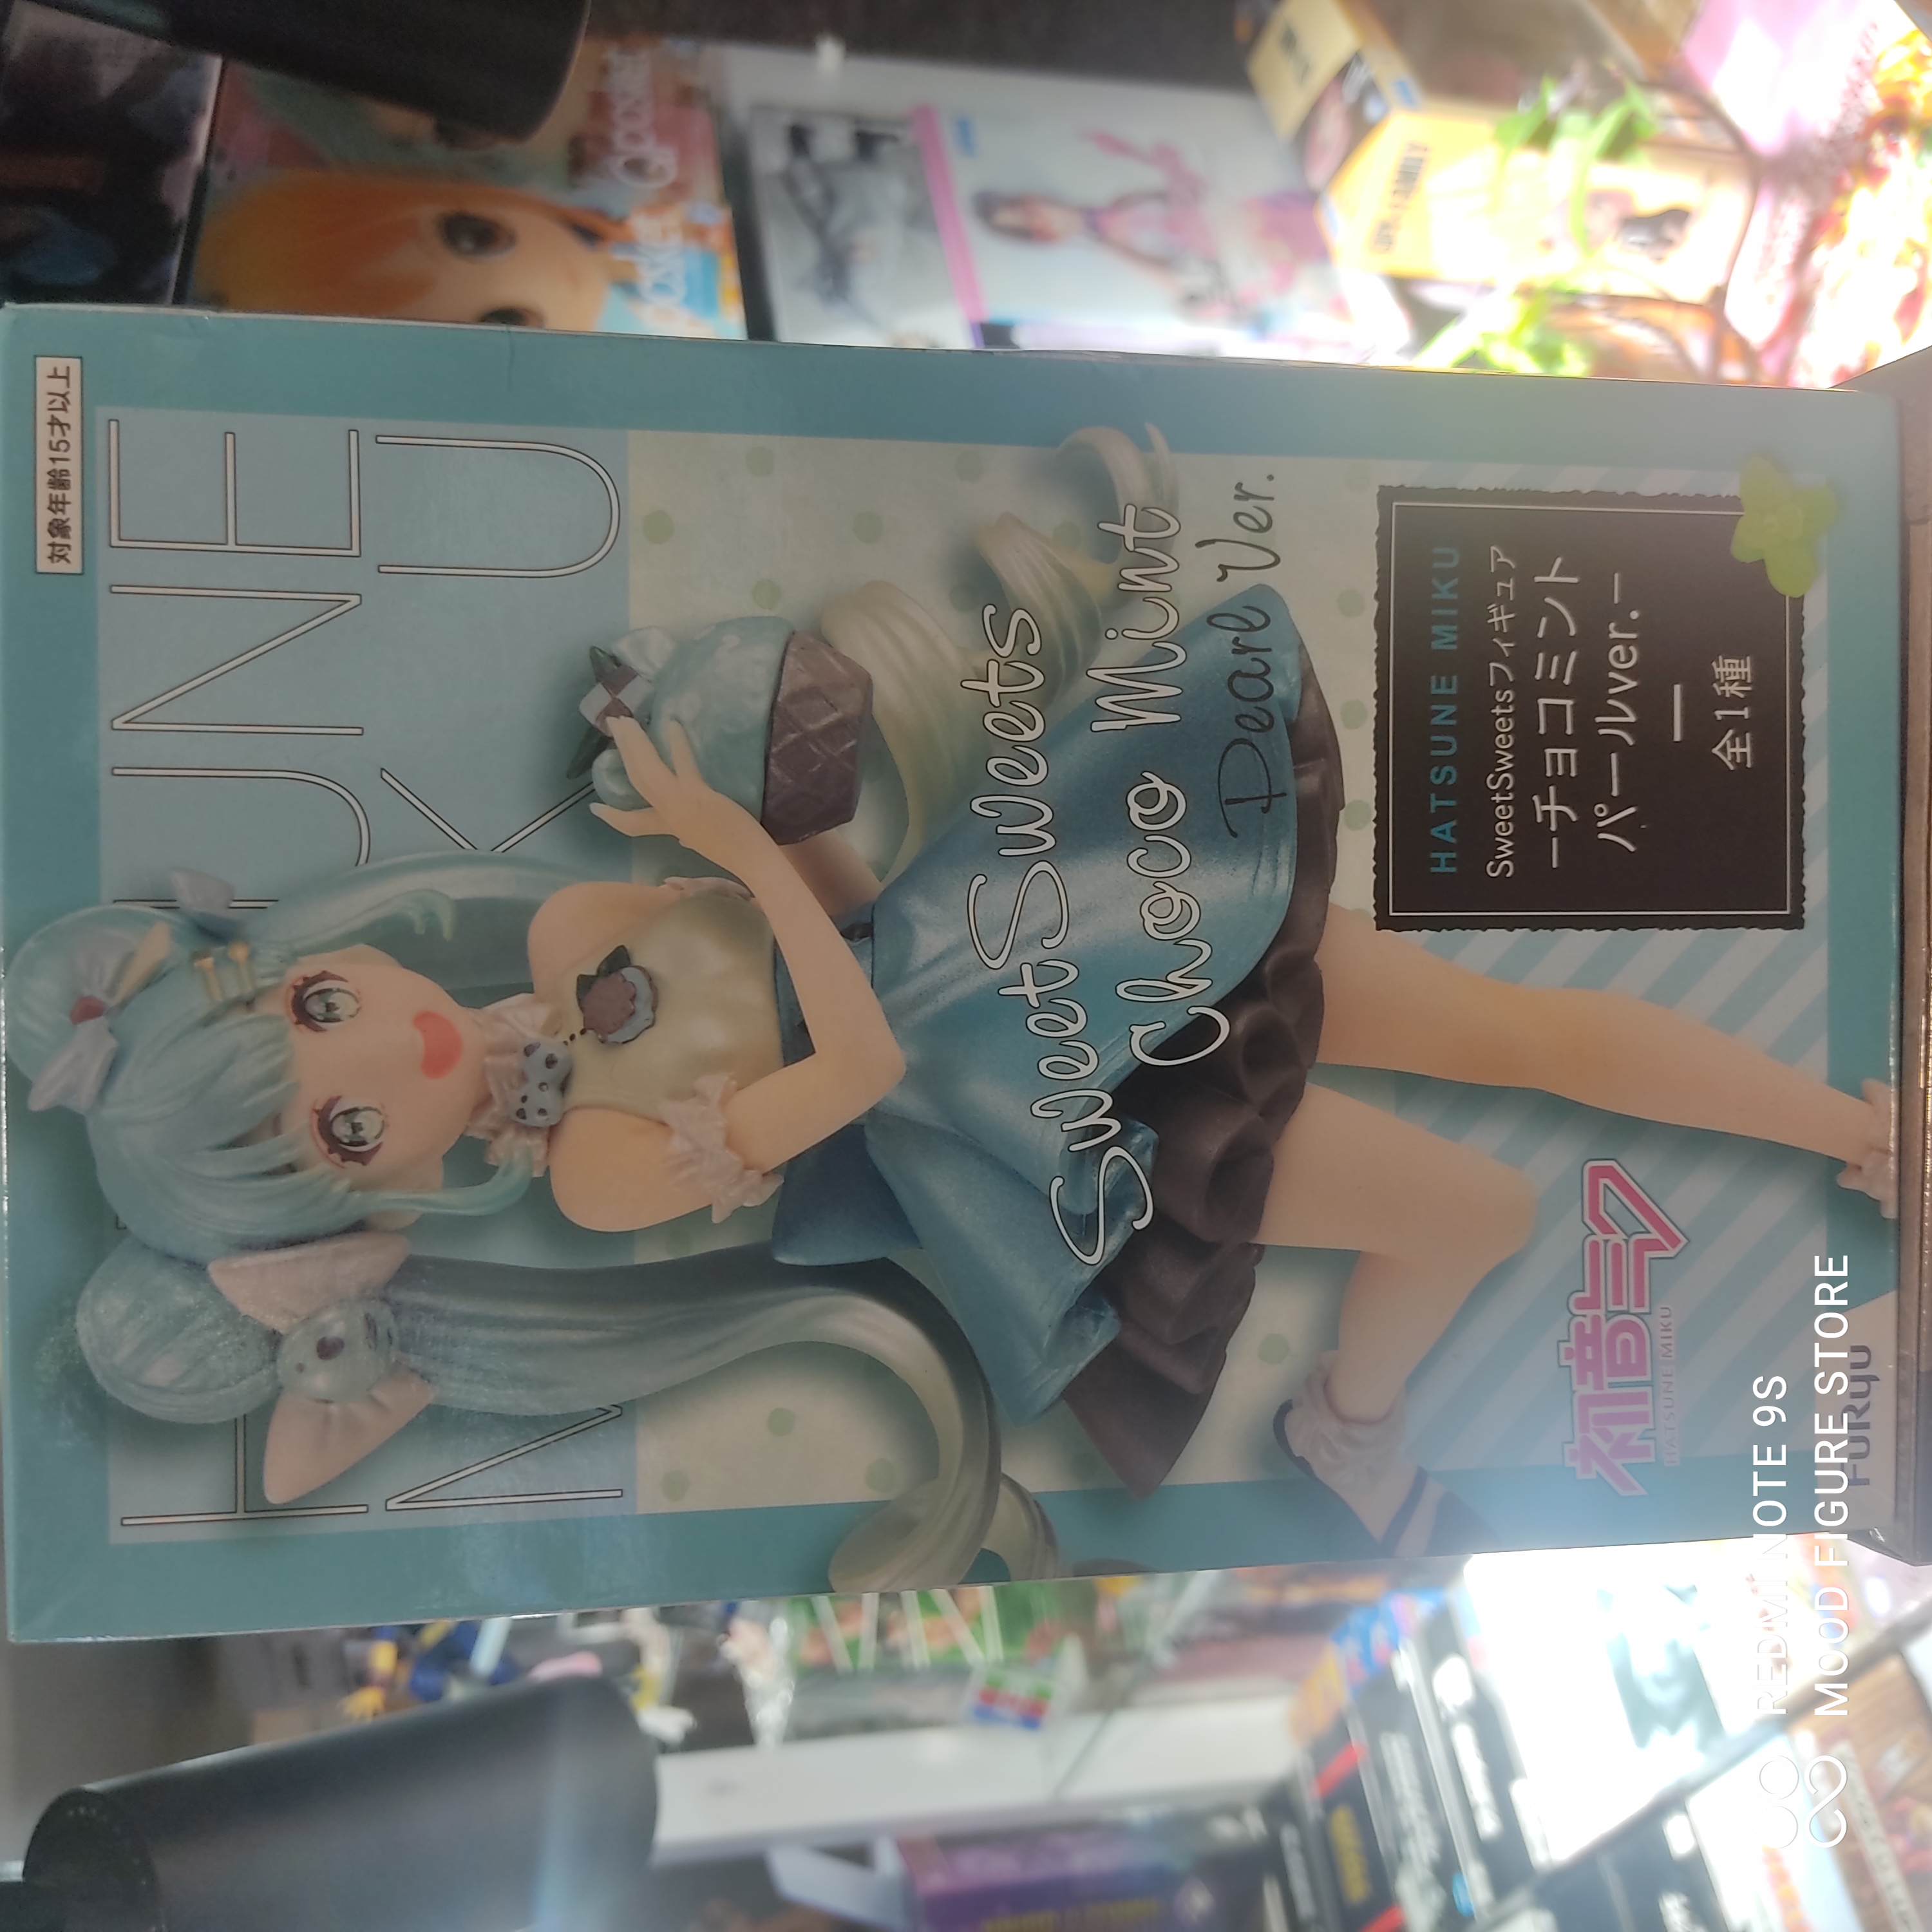 対象年齢15才以上
HATSUNE
MIKU
SweetSweets
Choco Mint
Pearl Ver.
HATSUNE MIKU
SweetSweetsフィギュア
ーチョコミント
パールver.ー
全1種
初音ミク
HATSUNE MIKU
FuRyu
Qposket
SPY×FAMILY
REDMI NOTE 9S
MOOD FIGURE STORE